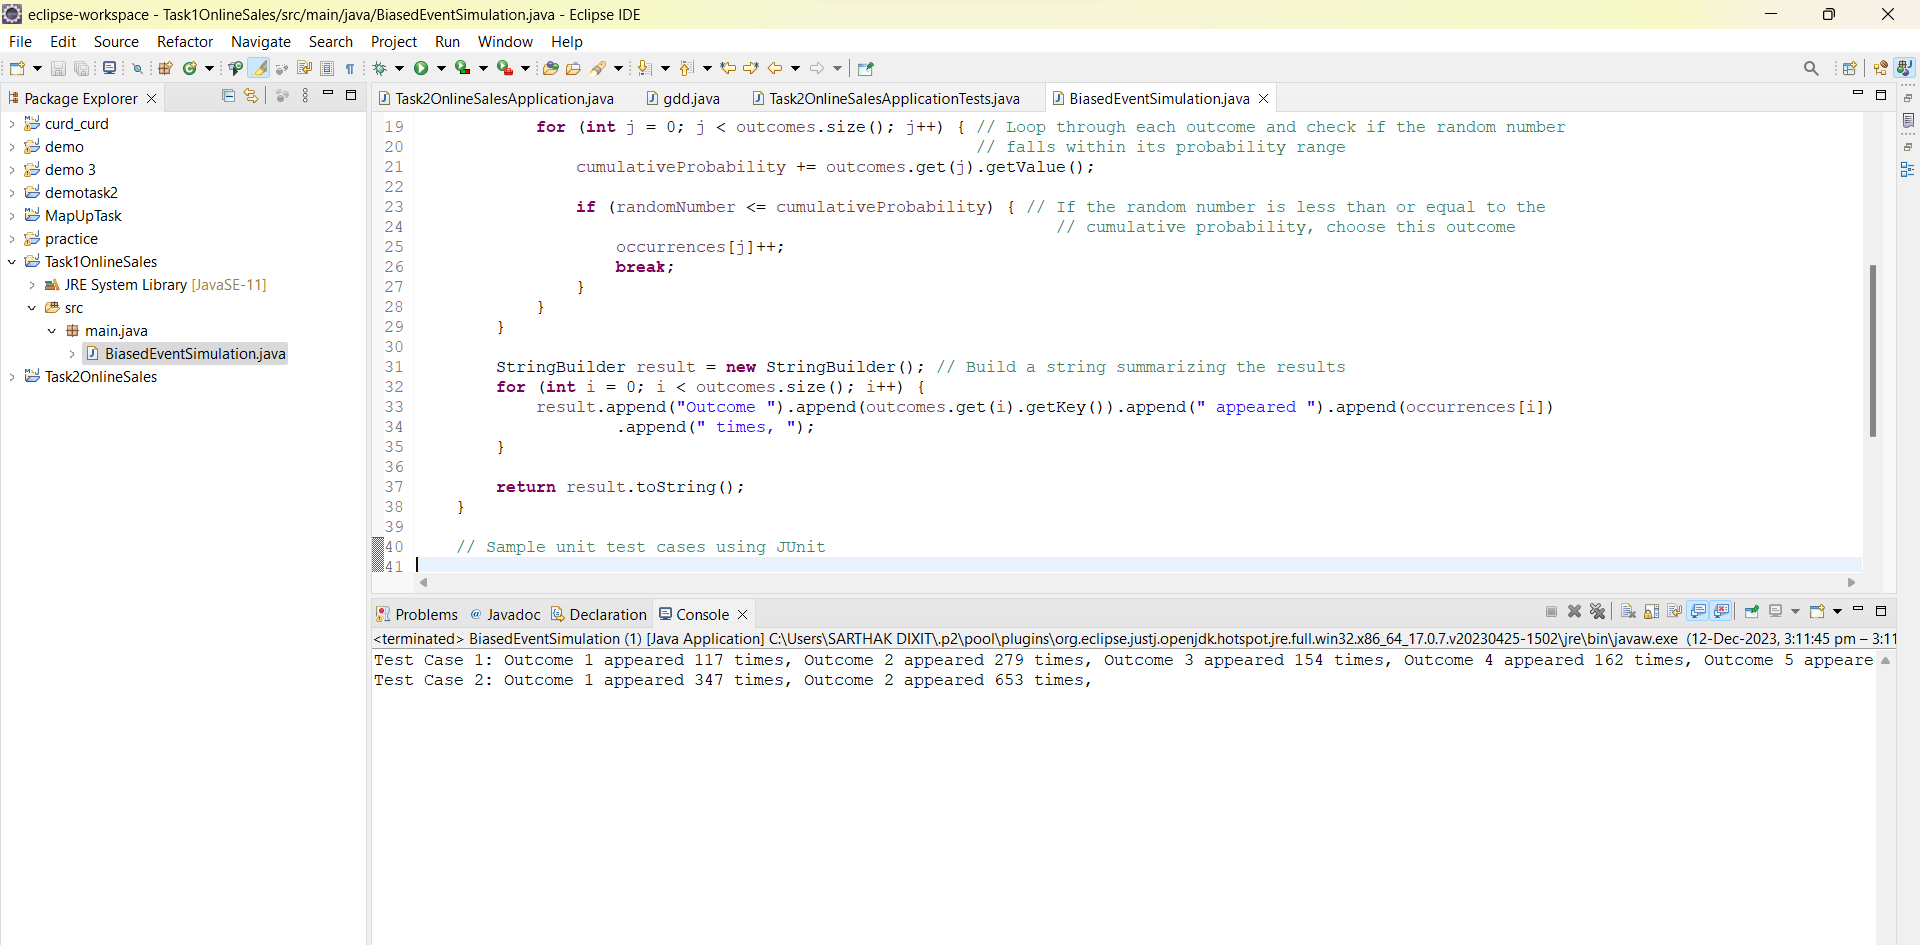 eclipse-workspace - Task1OnlineSales/src/main/java/BiasedEventSimulation.java - Eclipse IDE
File Edit Source Refactor Navigate Search Project Run Window Help
Package Explorer
curd_curd
demo
demo 3
demotask2
MapUpTask
practice
Task1OnlineSales
JRE System Library [JavaSE-11]
src
main.java
BiasedEventSimulation.java
Task2OnlineSales
Task2OnlineSalesApplication.java gdd.java Task2OnlineSalesApplicationTests.java BiasedEventSimulation.java
19 for (int j = 0; j < outcomes.size(); j++) { // Loop through each outcome and check if the random number
20 // falls within its probability range
21 cumulativeProbability += outcomes.get(j).getValue();
22
23 if (randomNumber <= cumulativeProbability) { // If the random number is less than or equal to the
24 // cumulative probability, choose this outcome
25 occurrences[j]++;
26 break;
27 }
28 }
29 }
30
31 StringBuilder result = new StringBuilder(); // Build a string summarizing the results
32 for (int i = 0; i < outcomes.size(); i++) {
33 result.append("Outcome ").append(outcomes.get(i).getKey()).append(" appeared ").append(occurrences[i])
34 .append(" times, ");
35 }
36
37 return result.toString();
38 }
39
40 // Sample unit test cases using JUnit
41
Problems Javadoc Declaration Console
<terminated> BiasedEventSimulation (1) [Java Application] C:\Users\SARTHAK DIXIT\.p2\pool\plugins\org.eclipse.justj.openjdk.hotspot.jre.full.win32.x86_64_17.0.7.v20230425-1502\jre\bin\javaw.exe (12-Dec-2023, 3:11:45 pm – 3:11
Test Case 1: Outcome 1 appeared 117 times, Outcome 2 appeared 279 times, Outcome 3 appeared 154 times, Outcome 4 appeared 162 times, Outcome 5 appeare
Test Case 2: Outcome 1 appeared 347 times, Outcome 2 appeared 653 times,